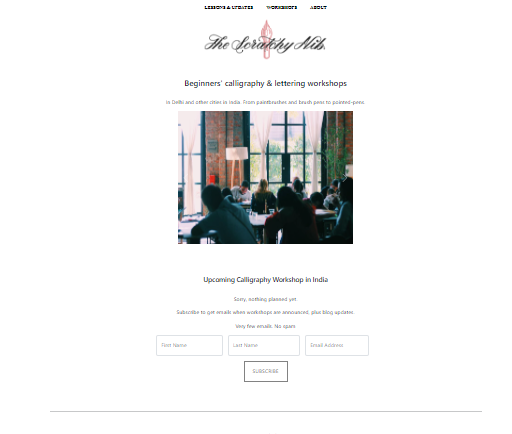 LESSONS & UPDATES WORKSHOPS ABOUT
The Scratchy Nib
Beginners' calligraphy & lettering workshops
In Delhi and other cities in India. From paintbrushes and brush pens to pointed-pens.
Upcoming Calligraphy Workshop in India
Sorry, nothing planned yet
Subscribe to get emails when workshops are announced, plus blog updates.
Very few emails. No spam
First Name Last Name Email Address
SUBSCRIBE